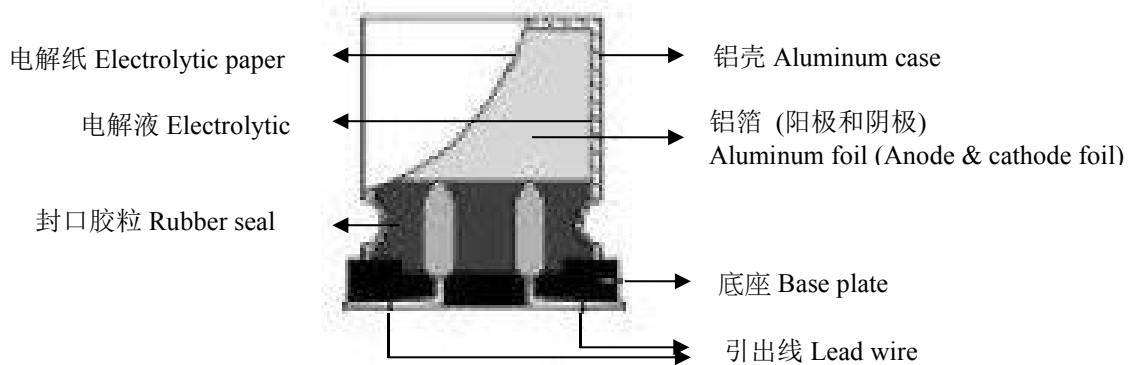 电解纸 Electrolytic paper
电解液 Electrolytic
封口胶粒 Rubber seal
铝壳 Aluminum case
铝箔 (阳极和阴极)
Aluminum foil (Anode & cathode foil)
底座 Base plate
引出线 Lead wire